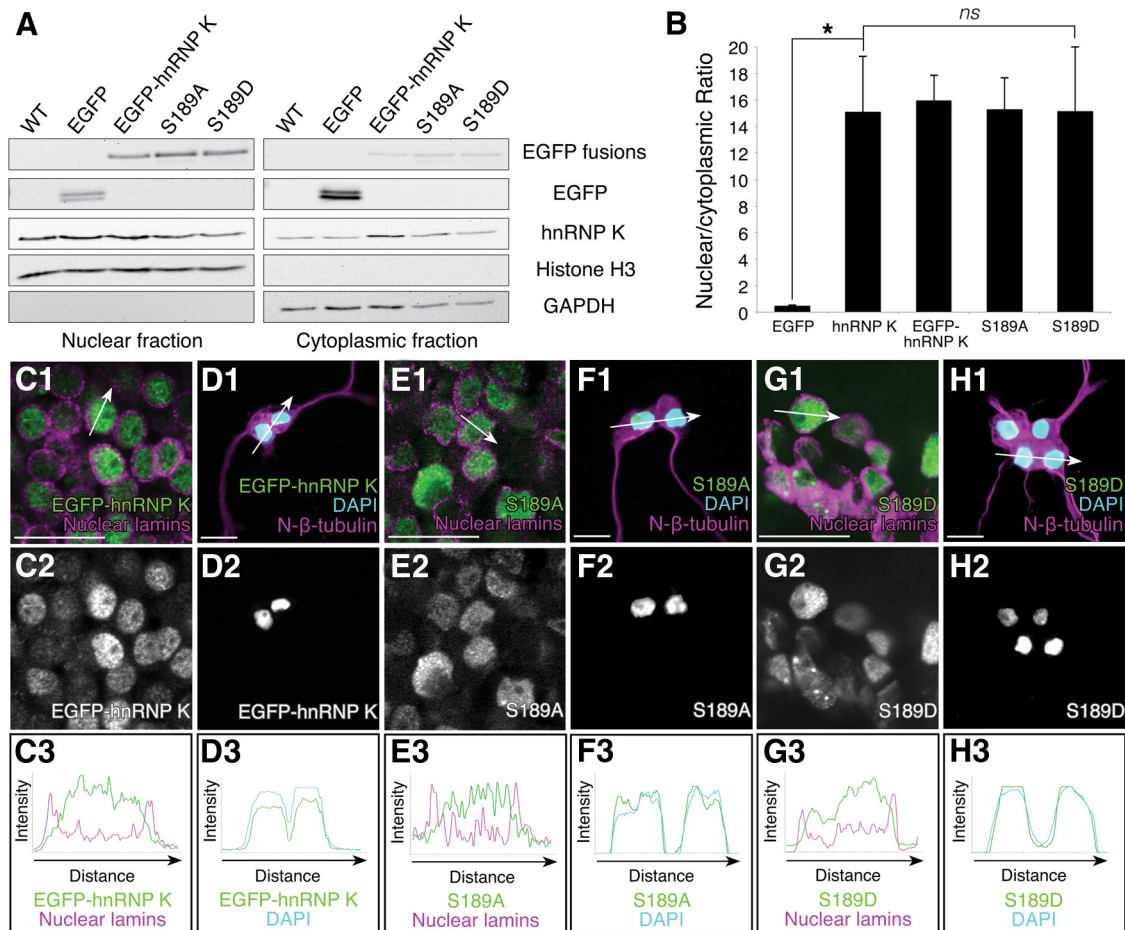 A
WT
EGFP
EGFP-hnRNP K
S189A
S189D
WT
EGFP
EGFP-hnRNP K
S189A
S189D
EGFP fusions
EGFP
hnRNP K
Histone H3
GAPDH
Nuclear fraction
Cytoplasmic fraction
B
*
ns
Nuclear/cytoplasmic Ratio
20
18
16
14
12
10
8
6
4
2
0
EGFP
hnRNP K
EGFP-
hnRNP K
S189A
S189D
C1
EGFP-hnRNP K
Nuclear lamins
D1
EGFP-hnRNP K
DAPI
N-β-tubulin
E1
S189A
Nuclear lamins
F1
S189A
DAPI
N-β-tubulin
G1
S189D
Nuclear lamins
H1
S189D
DAPI
N-β-tubulin
C2
EGFP-hnRNP K
D2
EGFP-hnRNP K
E2
S189A
F2
S189A
G2
S189D
H2
S189D
C3
Intensity
Distance
EGFP-hnRNP K
Nuclear lamins
D3
Intensity
Distance
EGFP-hnRNP K
DAPI
E3
Intensity
Distance
S189A
Nuclear lamins
F3
Intensity
Distance
S189A
DAPI
G3
Intensity
Distance
S189D
Nuclear lamins
H3
Intensity
Distance
S189D
DAPI